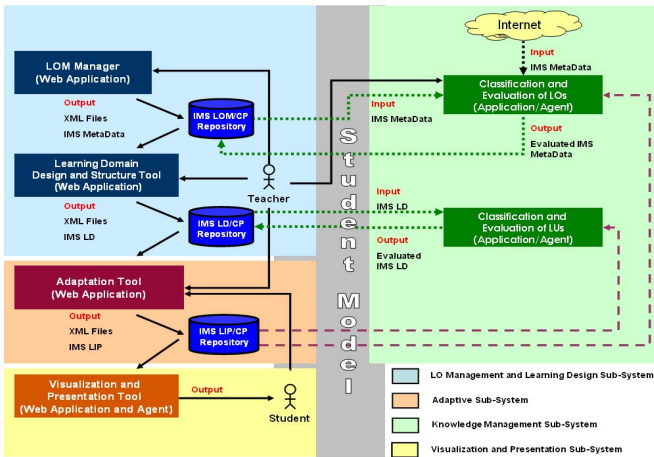 Internet
LOM Manager
(Web Application)
Input
IMS MetaData
Output
XML Files
IMS MetaData
IMS LOM/CP
Repository
Input
IMS MetaData
Classification and
Evaluation of LOs
(Application/Agent)
Output
Evaluated IMS
MetaData
Learning Domain
Design and Structure Tool
(Web Application)
Teacher
Output
XML Files
IMS LD
IMS LD/CP
Repository
Input
IMS LD
Output
Evaluated
IMS LD
Classification and
Evaluation of LUs
(Application/Agent)
Student Model
Adaptation Tool
(Web Application)
Output
XML Files
IMS LIP
IMS LIP/CP
Repository
Visualization and
Presentation Tool
(Web Application and Agent)
Output
Student
LO Management and Learning Design Sub-System
Adaptive Sub-System
Knowledge Management Sub-System
Visualization and Presentation Sub-System